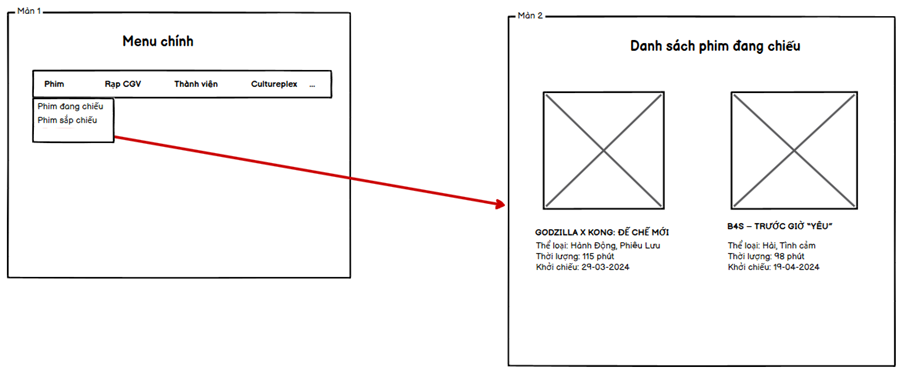 Màn 1
Menu chính
Phim Rạp CGV Thành viên Cultureplex ...
Phim đang chiếu
Phim sắp chiếu
Màn 2
Danh sách phim đang chiếu
GODZILLA X KONG: ĐẾ CHẾ MỚI
Thể loại: Hành Động, Phiêu Lưu
Thời lượng: 115 phút
Khởi chiếu: 29-03-2024
B4S – TRƯỚC GIỜ "YÊU"
Thể loại: Hài, Tình cảm
Thời lượng: 98 phút
Khởi chiếu: 19-04-2024